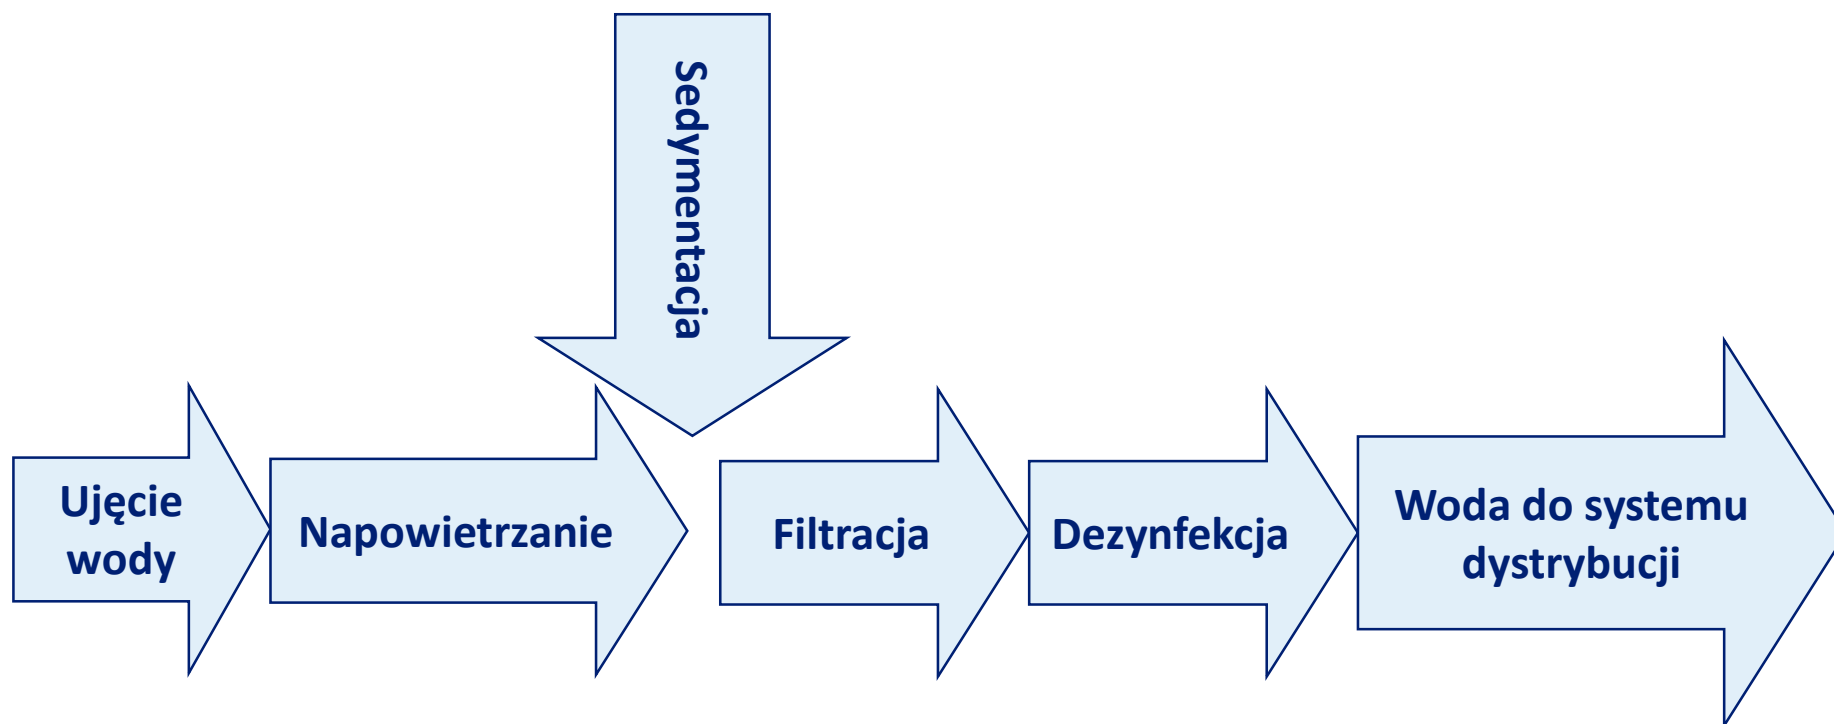 Sedymentacja
Ujęcie
wody
Napowietrzanie
Filtracja
Dezynfekcja
Woda do systemu
dystrybucji